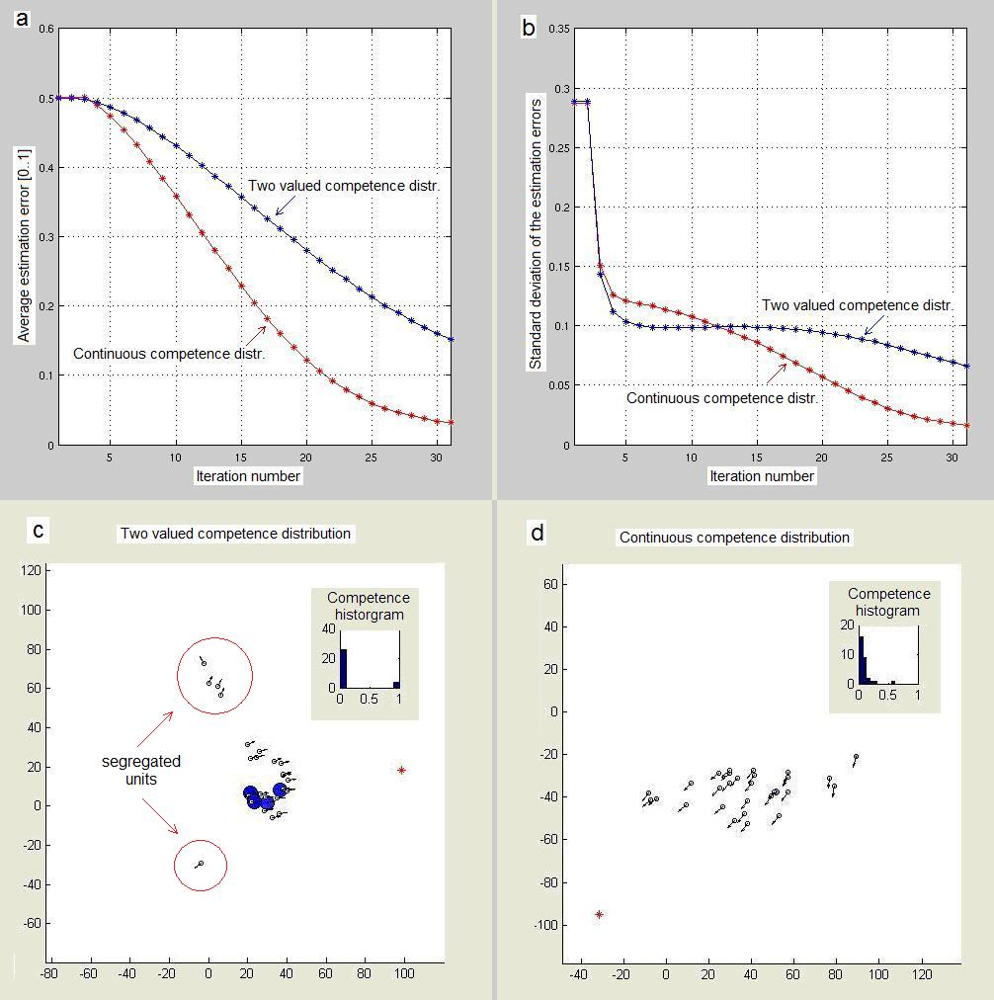 a
0.6
0.5
0.4
0.3
0.2
0.1
0
Average estimation error [0..1]
Two valued competence distr.
Continuous competence distr.
5 10 15 20 25 30
Iteration number
b
0.35
0.3
0.25
0.2
0.15
0.1
0.05
0
Standard deviation of the estimation errors
Two valued competence distr.
Continuous competence distr.
5 10 15 20 25 30
Iteration number
c
Two valued competence distribution
120
100
80
60
40
20
0
-20
-40
-60
Competence
historgram
40
20
0
0 0.5 1
segregated
units
-80 -60 -40 -20 0 20 40 60 80 100
d
Continuous competence distribution
60
40
20
0
-20
-40
-60
-80
-100
Competence
historgram
20
10
0
0 0.5 1
-40 -20 0 20 40 60 80 100 120